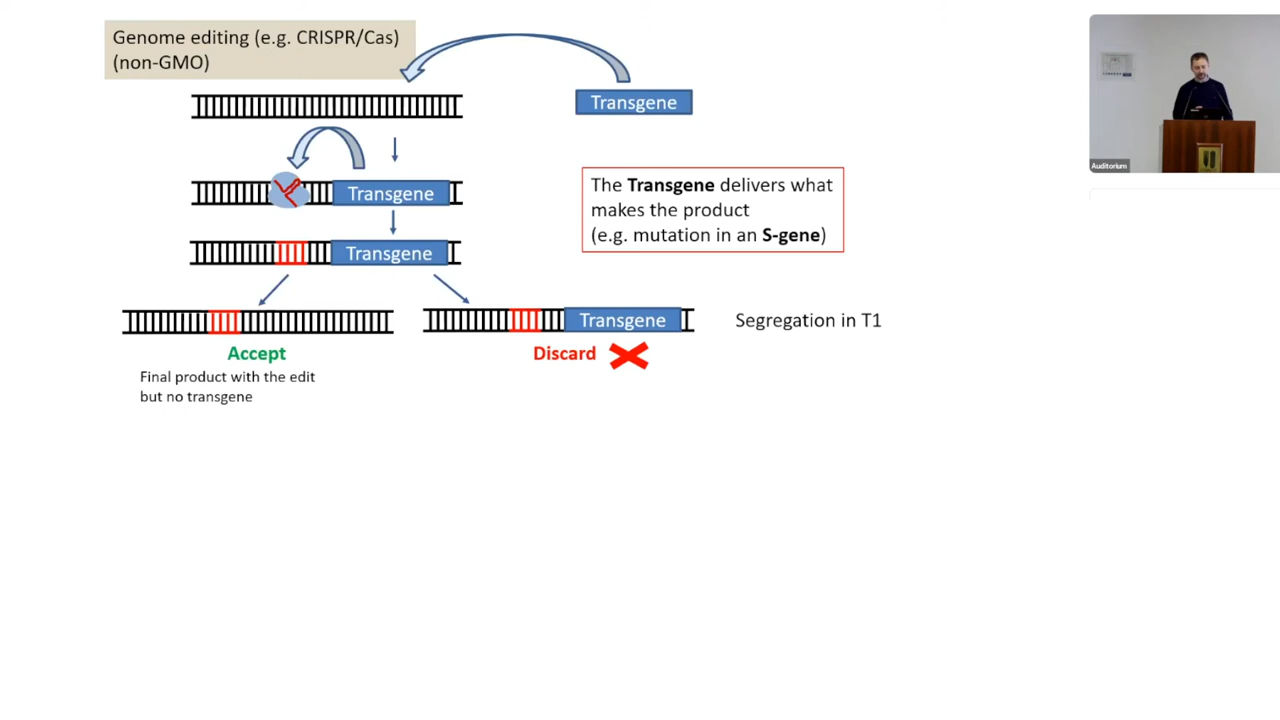 Genome editing (e.g. CRISPR/Cas)
(non-GMO)
Transgene
Transgene
The Transgene delivers what
makes the product
(e.g. mutation in an S-gene)
Transgene
Transgene
Segregation in T1
Accept
Discard
Final product with the edit
but no transgene
Auditorium